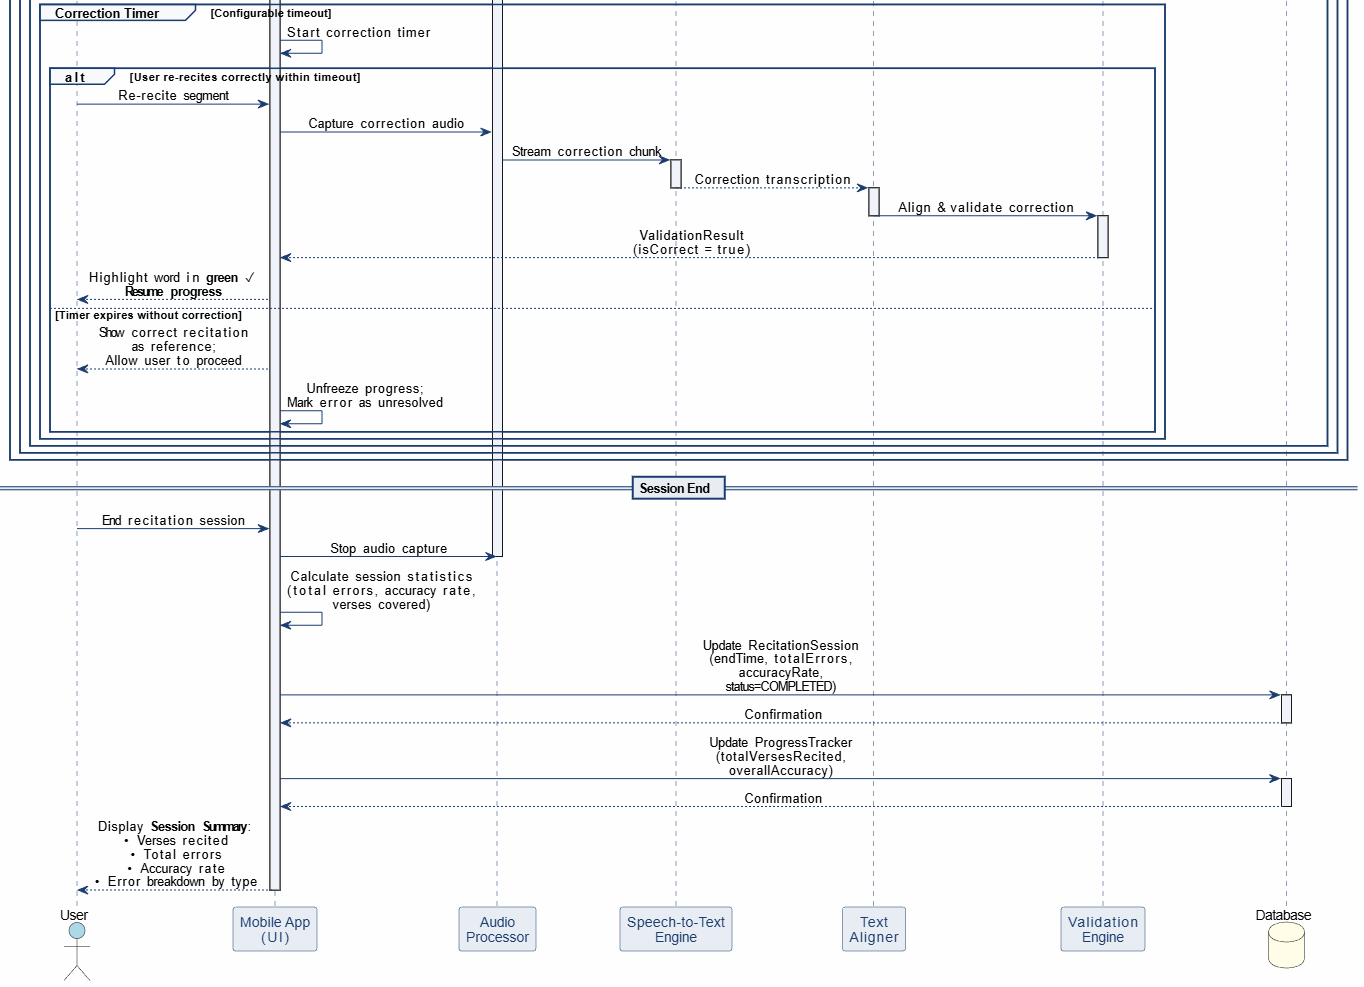 Correction Timer [Configurable timeout]
Start correction timer
alt [User re-recites correctly within timeout]
Re-recite segment
Capture correction audio
Stream correction chunk
Correction transcription
Align & validate correction
ValidationResult
(isCorrect = true)
Highlight word in green ✓
Resume progress
[Timer expires without correction]
Show correct recitation
as reference;
Allow user to proceed
Unfreeze progress;
Mark error as unresolved
Session End
End recitation session
Stop audio capture
Calculate session statistics
(total errors, accuracy rate,
verses covered)
Update RecitationSession
(endTime, totalErrors,
accuracyRate,
status=COMPLETED)
Confirmation
Update ProgressTracker
(totalVersesRecited,
overallAccuracy)
Confirmation
Display Session Summary:
• Verses recited
• Total errors
• Accuracy rate
• Error breakdown by type
User
Mobile App
(UI)
Audio
Processor
Speech-to-Text
Engine
Text
Aligner
Validation
Engine
Database